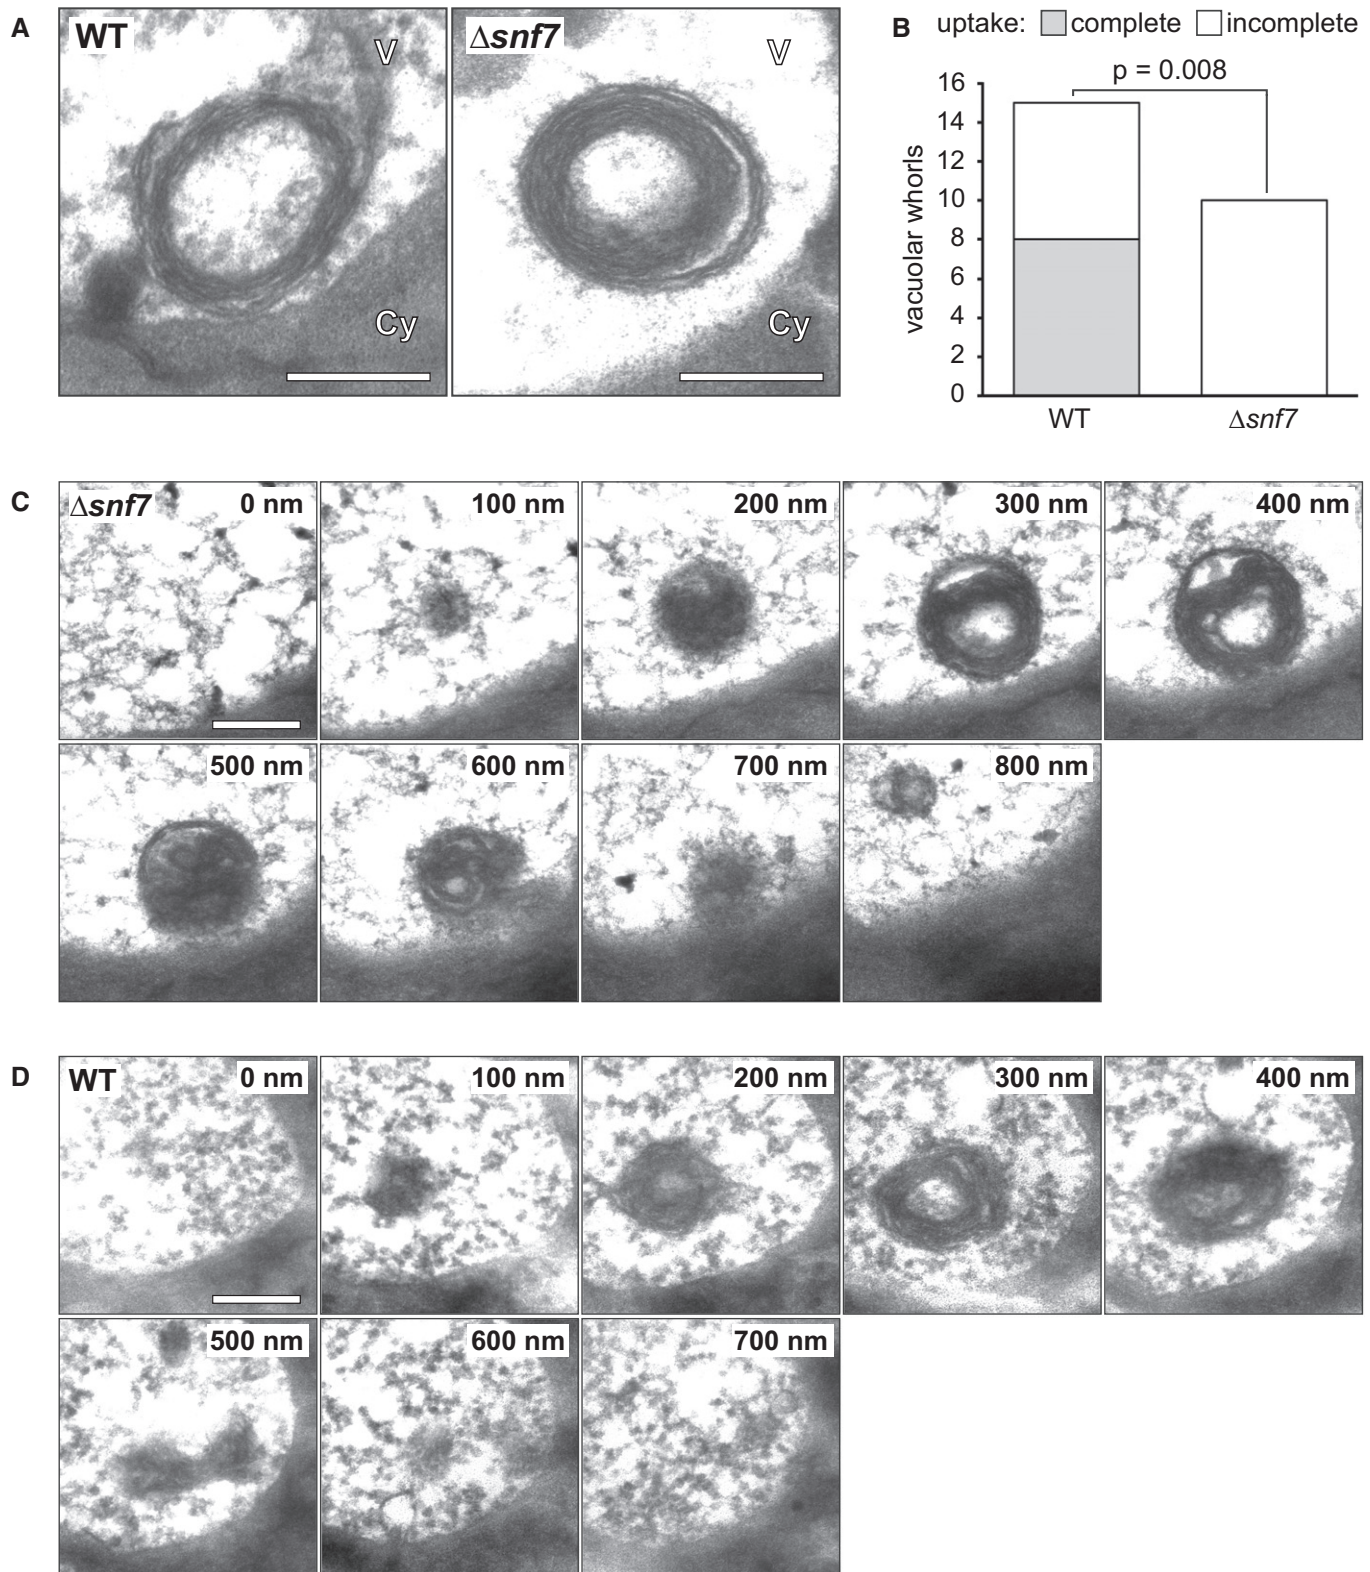 A
WT
V
Cy
Δsnf7
V
Cy
B
uptake: complete incomplete
p = 0.008
vacuolar whorls
16
14
12
10
8
6
4
2
0
WT
Δsnf7
C
Δsnf7
0 nm
100 nm
200 nm
300 nm
400 nm
500 nm
600 nm
700 nm
800 nm
D
WT
0 nm
100 nm
200 nm
300 nm
400 nm
500 nm
600 nm
700 nm